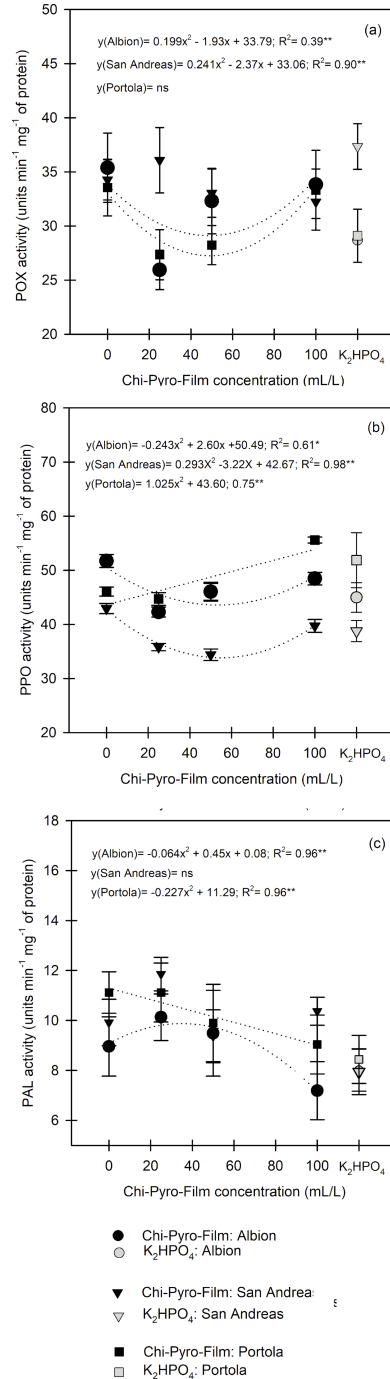 (a)
y(Albion)= 0.199x² - 1.93x + 33.79; R²= 0.39**
y(San Andreas)= 0.241x² - 2.37x + 33.06; R²= 0.90**
y(Portola)= ns
POX activity (units min⁻¹ mg⁻¹ of protein)
45
40
35
30
25
20
0 20 40 60 80 100 K₂HPO₄
Chi-Pyro-Film concentration (mL/L)
(b)
y(Albion)= -0.243x² + 2.60x +50.49; R²= 0.61*
y(San Andreas)= 0.293X² -3.22X + 42.67; R²= 0.98**
y(Portola)= 1.025x² + 43.60; 0.75**
PPO activity (units min⁻¹ mg⁻¹ of protein)
80
70
60
50
40
30
20
0 20 40 60 80 100 K₂HPO₄
Chi-Pyro-Film concentration (mL/L)
(c)
y(Albion)= -0.064x² + 0.45x + 0.08; R²= 0.96**
y(San Andreas)= ns
y(Portola)= -0.227x² + 11.29; R²= 0.96**
PAL activity (units min⁻¹ mg⁻¹ of protein)
18
16
14
12
10
8
6
0 20 40 60 80 100 K₂HPO₄
Chi-Pyro-Film concentration (mL/L)
Chi-Pyro-Film: Albion
K₂HPO₄: Albion
Chi-Pyro-Film: San Andreas
K₂HPO₄: San Andreas
Chi-Pyro-Film: Portola
K₂HPO₄: Portola